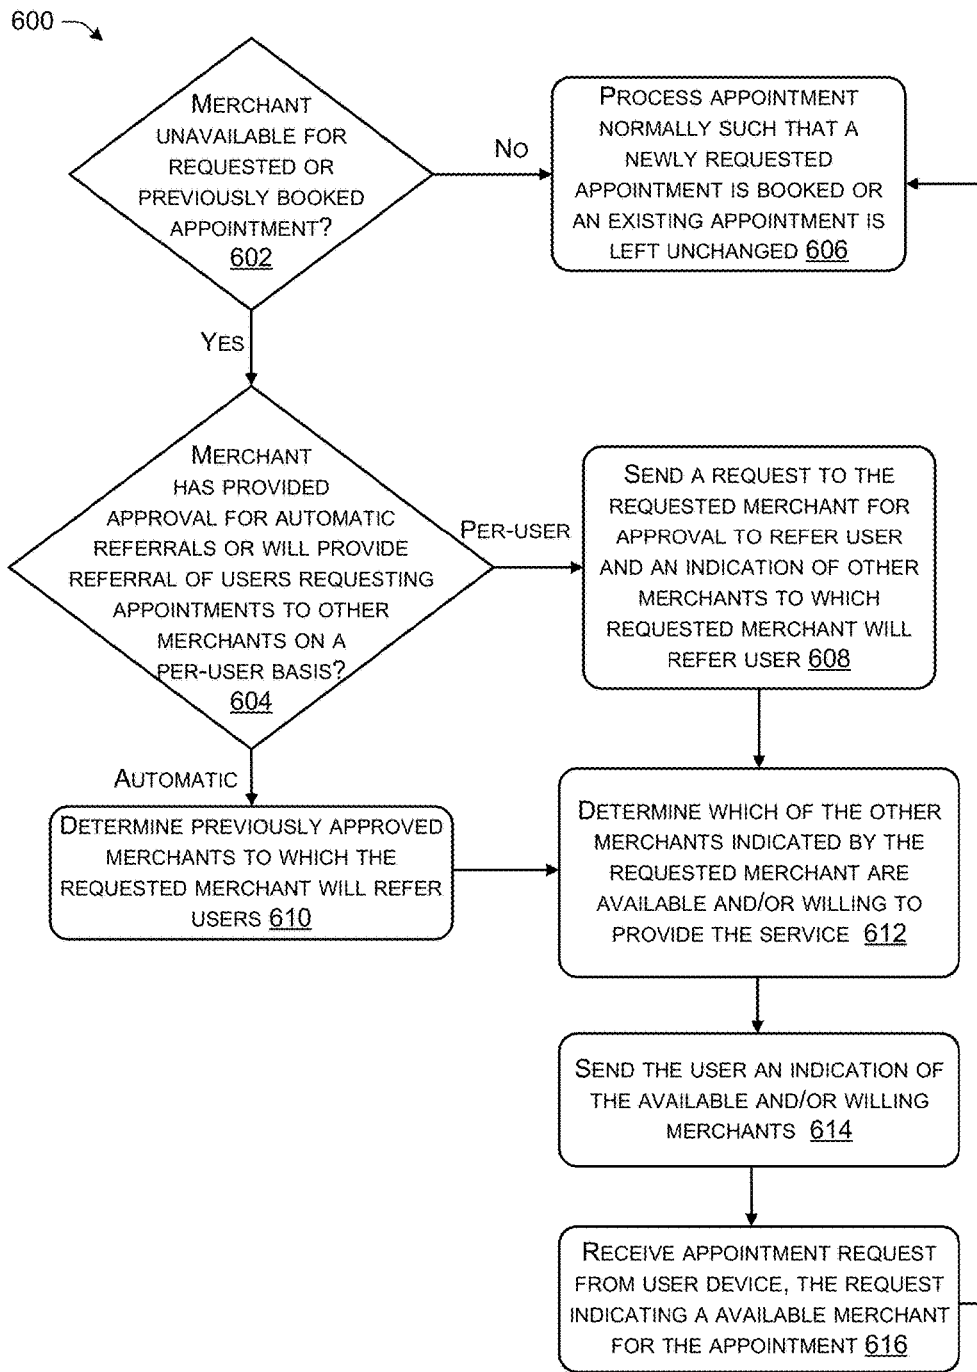 600
MERCHANT
UNAVAILABLE FOR
REQUESTED OR
PREVIOUSLY BOOKED
APPOINTMENT?
602
NO
PROCESS APPOINTMENT
NORMALLY SUCH THAT A
NEWLY REQUESTED
APPOINTMENT IS BOOKED OR
AN EXISTING APPOINTMENT IS
LEFT UNCHANGED 606
YES
MERCHANT
HAS PROVIDED
APPROVAL FOR AUTOMATIC
REFERRALS OR WILL PROVIDE
REFERRAL OF USERS REQUESTING
APPOINTMENTS TO OTHER
MERCHANTS ON A
PER-USER BASIS?
604
PER-USER
SEND A REQUEST TO THE
REQUESTED MERCHANT FOR
APPROVAL TO REFER USER
AND AN INDICATION OF OTHER
MERCHANTS TO WHICH
REQUESTED MERCHANT WILL
REFER USER 608
AUTOMATIC
DETERMINE PREVIOUSLY APPROVED
MERCHANTS TO WHICH THE
REQUESTED MERCHANT WILL REFER
USERS 610
DETERMINE WHICH OF THE OTHER
MERCHANTS INDICATED BY THE
REQUESTED MERCHANT ARE
AVAILABLE AND/OR WILLING TO
PROVIDE THE SERVICE 612
SEND THE USER AN INDICATION OF
THE AVAILABLE AND/OR WILLING
MERCHANTS 614
RECEIVE APPOINTMENT REQUEST
FROM USER DEVICE, THE REQUEST
INDICATING A AVAILABLE MERCHANT
FOR THE APPOINTMENT 616